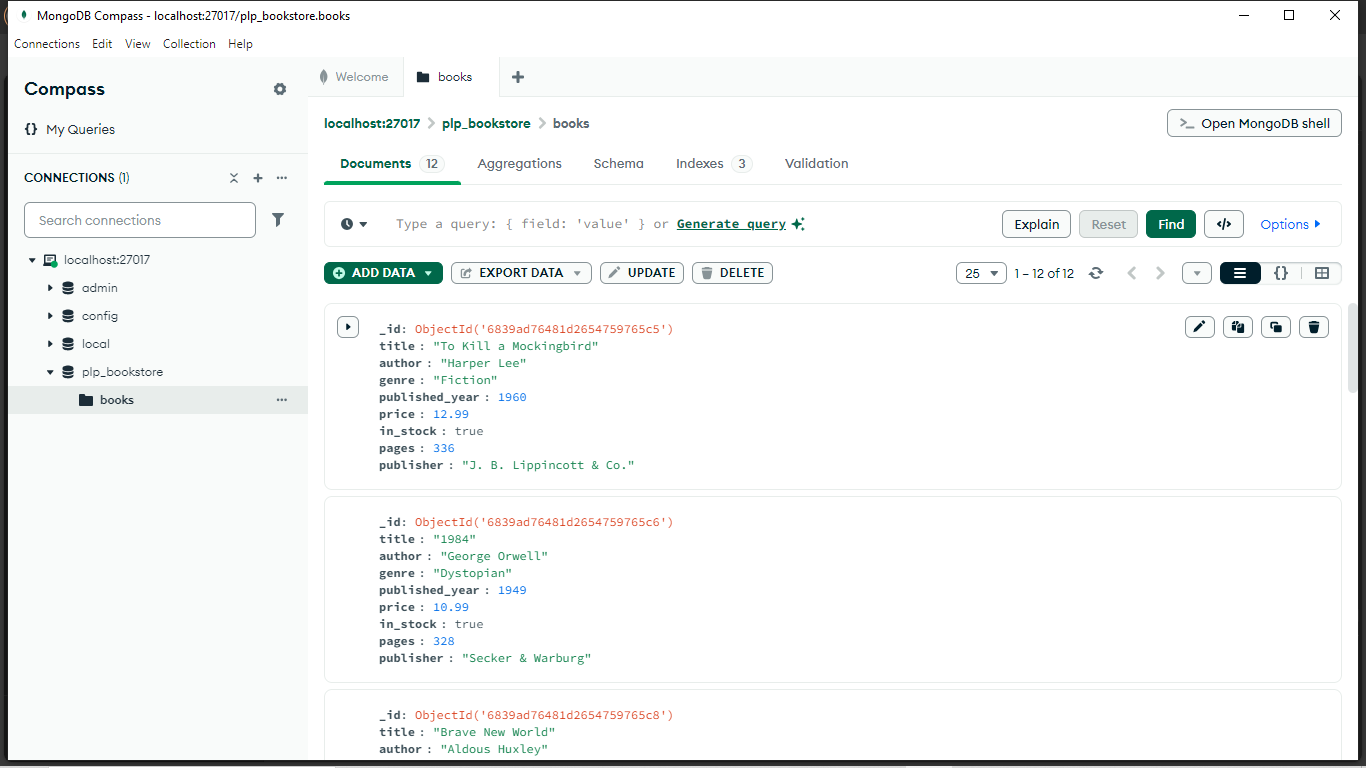 MongoDB Compass - localhost:27017/plp_bookstore.books
Connections Edit View Collection Help
Compass
My Queries
CONNECTIONS (1)
Search connections
localhost:27017
admin
config
local
plp_bookstore
books
Welcome books
localhost:27017 > plp_bookstore > books
>_ Open MongoDB shell
Documents 12 Aggregations Schema Indexes 3 Validation
Type a query: { field: 'value' } or Generate query
Explain Reset Find </> Options
ADD DATA EXPORT DATA UPDATE DELETE
25 1 – 12 of 12 {}
_id: ObjectId('6839ad76481d2654759765c5')
title : "To Kill a Mockingbird"
author : "Harper Lee"
genre : "Fiction"
published_year : 1960
price : 12.99
in_stock : true
pages : 336
publisher : "J. B. Lippincott & Co."
_id: ObjectId('6839ad76481d2654759765c6')
title : "1984"
author : "George Orwell"
genre : "Dystopian"
published_year : 1949
price : 10.99
in_stock : true
pages : 328
publisher : "Secker & Warburg"
_id: ObjectId('6839ad76481d2654759765c8')
title : "Brave New World"
author : "Aldous Huxley"